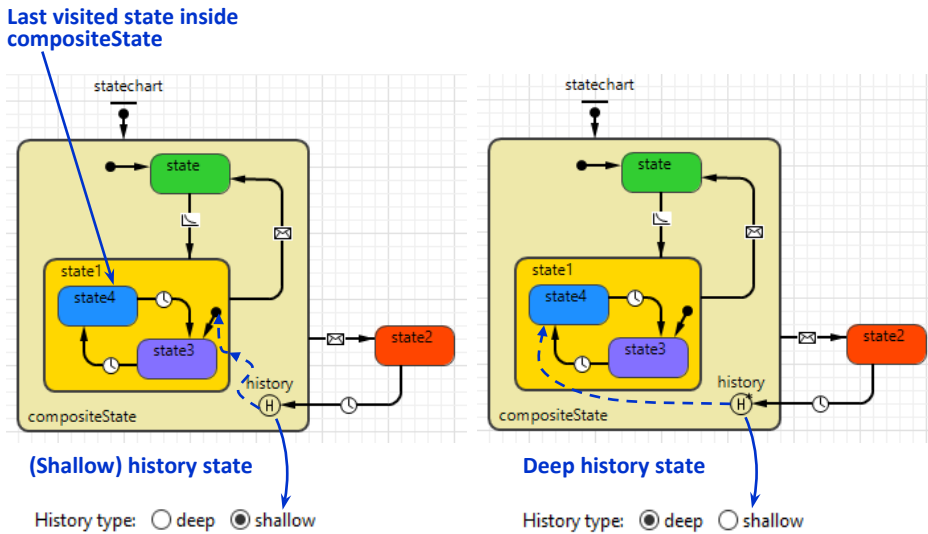 Last visited state inside
compositeState
statechart
state
state1
state4
state3
history
H
compositeState
state2
(Shallow) history state
History type: deep shallow
statechart
state
state1
state4
state3
history
H*
compositeState
state2
Deep history state
History type: deep shallow